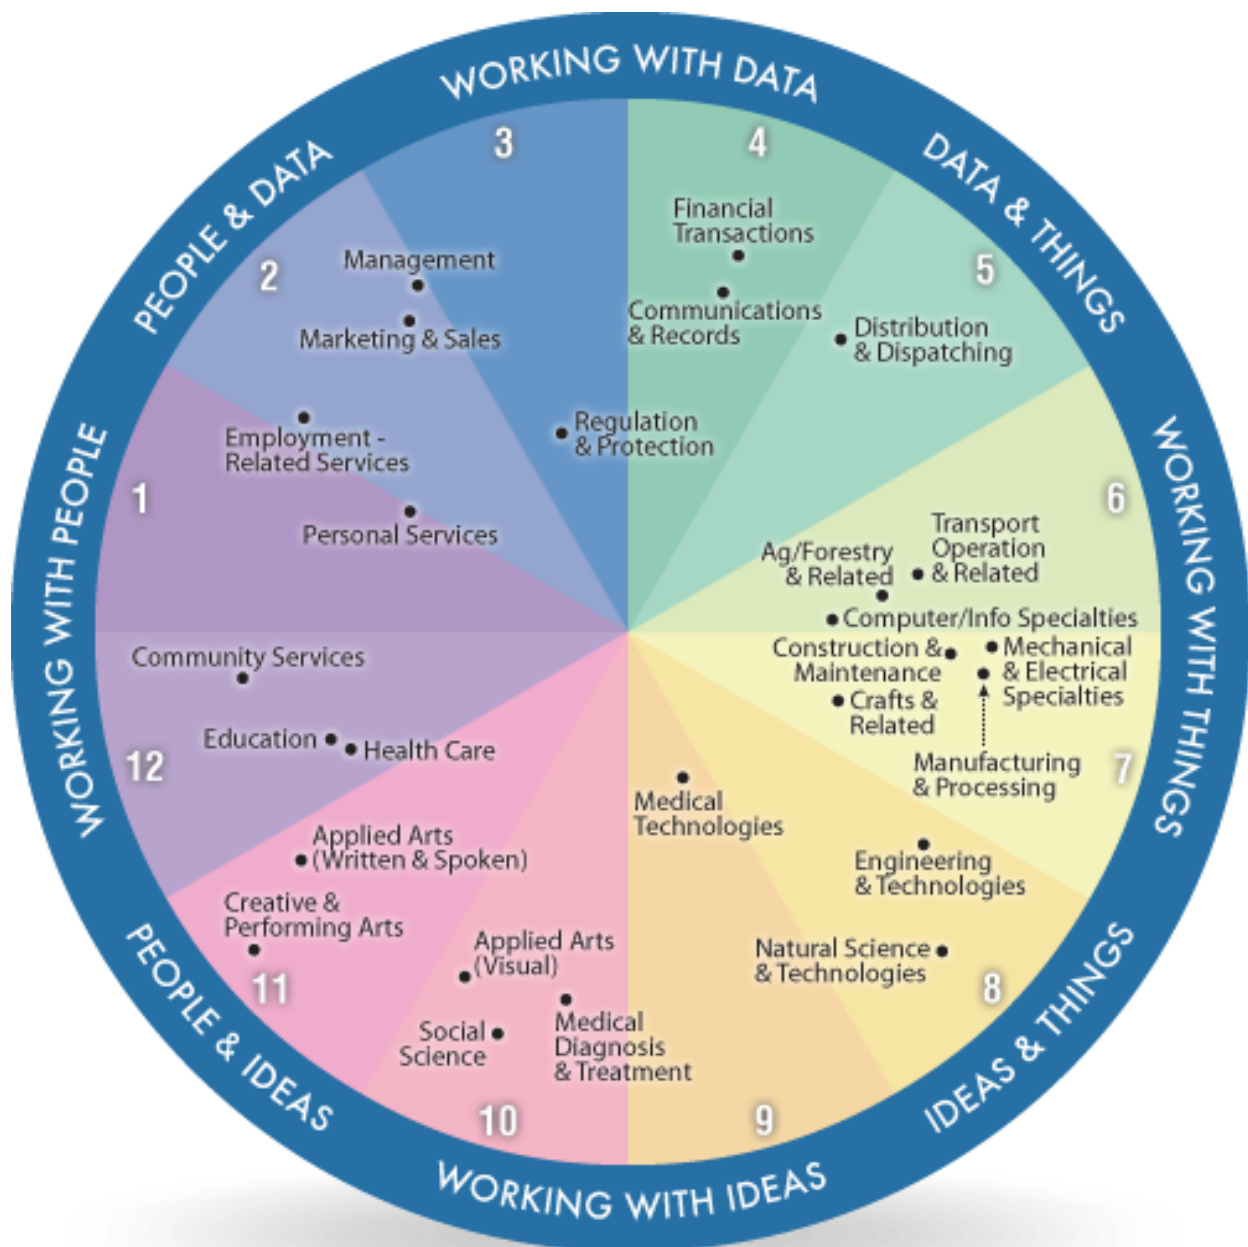 WORKING WITH DATA
DATA & THINGS
WORKING WITH THINGS
IDEAS & THINGS
WORKING WITH IDEAS
PEOPLE & IDEAS
WORKING WITH PEOPLE
PEOPLE & DATA
1
2
Management
Marketing & Sales
Employment -
Related Services
Personal Services
3
Regulation
& Protection
4
Financial
Transactions
Communications
& Records
5
Distribution
& Dispatching
6
Transport
Operation
& Related
Ag/Forestry
& Related
Computer/Info Specialties
Construction &
Maintenance
Mechanical
& Electrical
Specialties
Crafts &
Related
Manufacturing
& Processing
7
Engineering
& Technologies
Natural Science
& Technologies
8
Medical
Technologies
9
Applied Arts
(Visual)
Social
Science
Medical
Diagnosis
& Treatment
10
Applied Arts
(Written & Spoken)
Creative &
Performing Arts
11
Community Services
Education
Health Care
12